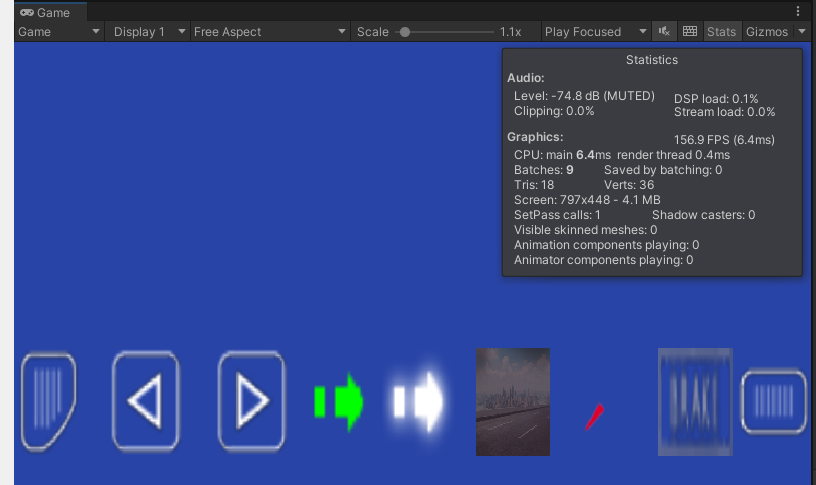 Game
Game Display 1 Free Aspect Scale 1.1x Play Focused Stats Gizmos
Statistics
Audio:
Level: -74.8 dB (MUTED) DSP load: 0.1%
Clipping: 0.0% Stream load: 0.0%
Graphics: 156.9 FPS (6.4ms)
CPU: main 6.4ms render thread 0.4ms
Batches: 9 Saved by batching: 0
Tris: 18 Verts: 36
Screen: 797x448 - 4.1 MB
SetPass calls: 1 Shadow casters: 0
Visible skinned meshes: 0
Animation components playing: 0
Animator components playing: 0